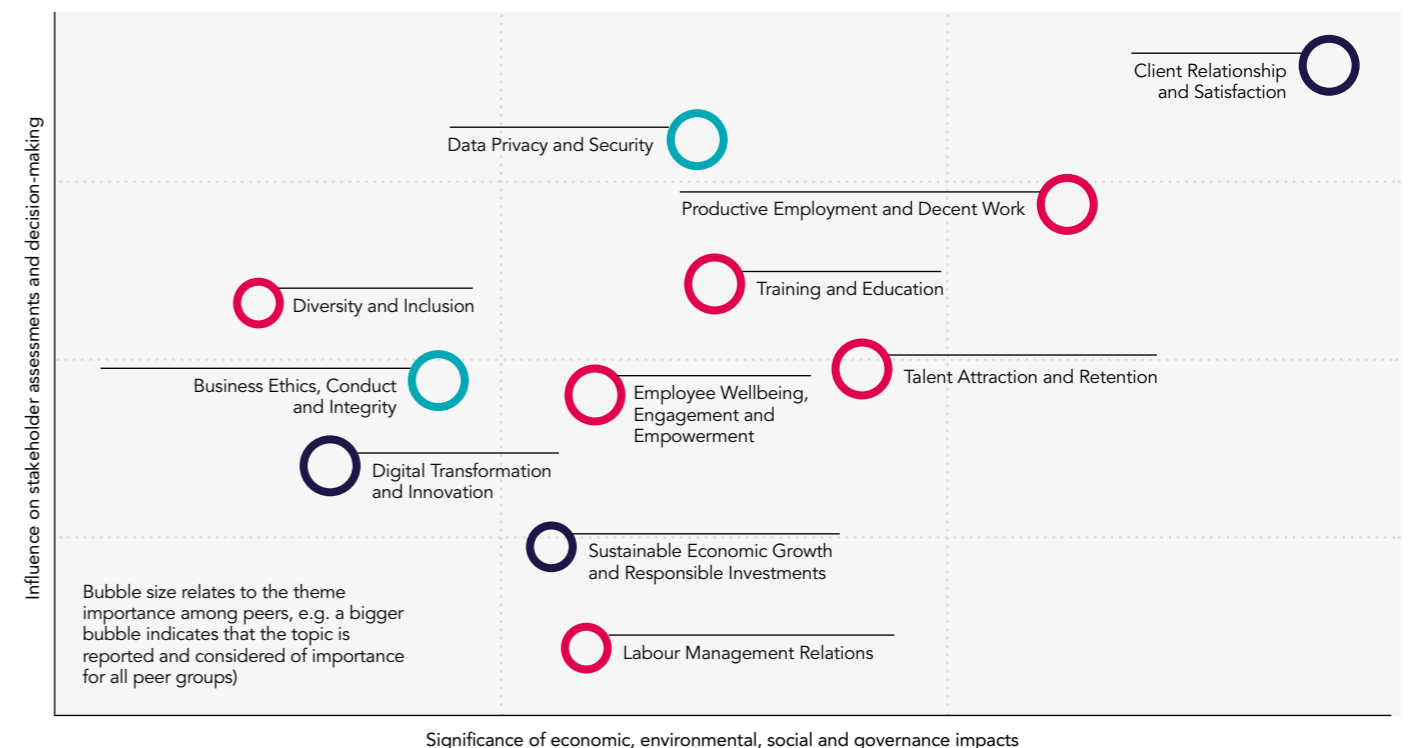 Client Relationship
and Satisfaction
Data Privacy and Security
Productive Employment and Decent Work
Training and Education
Diversity and Inclusion
Talent Attraction and Retention
Business Ethics, Conduct
and Integrity
Employee Wellbeing,
Engagement and
Empowerment
Digital Transformation
and Innovation
Sustainable Economic Growth
and Responsible Investments
Labour Management Relations
Bubble size relates to the theme
importance among peers, e.g. a bigger
bubble indicates that the topic is
reported and considered of importance
for all peer groups)
Influence on stakeholder assessments and decision-making
Significance of economic, environmental, social and governance impacts